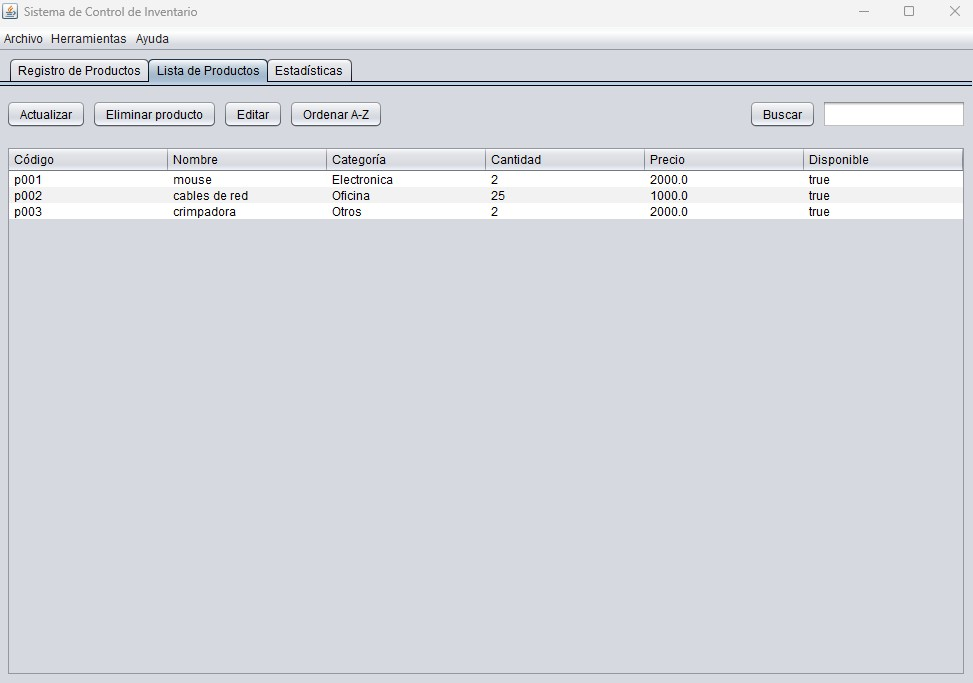 Sistema de Control de Inventario
Archivo Herramientas Ayuda
Registro de Productos Lista de Productos Estadísticas
Actualizar Eliminar producto Editar Ordenar A-Z Buscar
Código Nombre Categoría Cantidad Precio Disponible
p001 mouse Electronica 2 2000.0 true
p002 cables de red Oficina 25 1000.0 true
p003 crimpadora Otros 2 2000.0 true